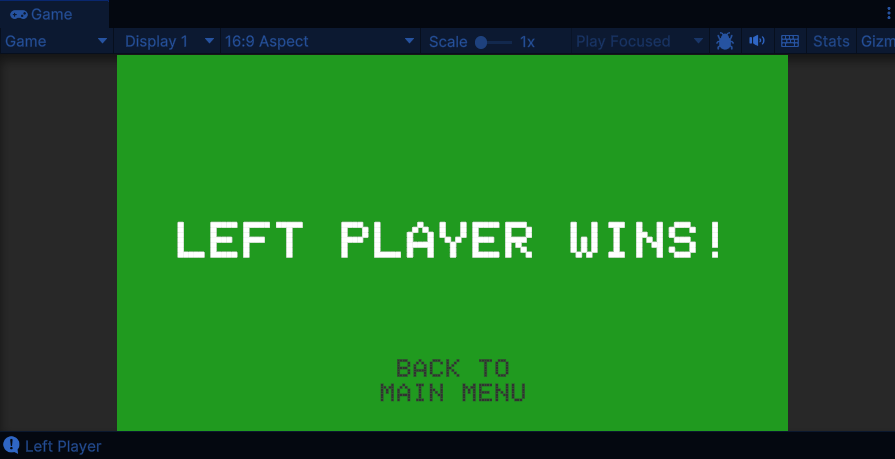 Game
Game Display 1 16:9 Aspect Scale 1x Play Focused Stats Gizm
LEFT PLAYER WINS!
BACK TO
MAIN MENU
Left Player